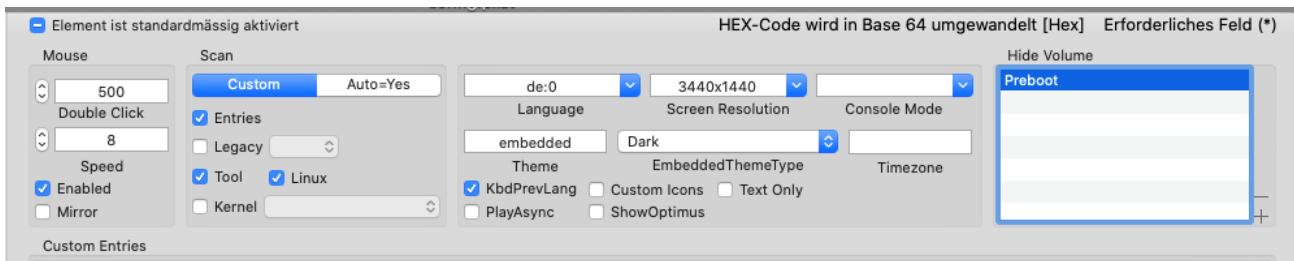 Element ist standardmässig aktiviert
HEX-Code wird in Base 64 umgewandelt [Hex]
Erforderliches Feld (*)
Mouse
500
Double Click
8
Speed
Enabled
Mirror
Scan
Custom
Auto=Yes
Entries
Legacy
Tool
Linux
Kernel
de:0
3440x1440
Language
Screen Resolution
Console Mode
embedded
Dark
Theme
EmbeddedThemeType
Timezone
KbdPrevLang
Custom Icons
Text Only
PlayAsync
ShowOptimus
Hide Volume
Preboot
Custom Entries